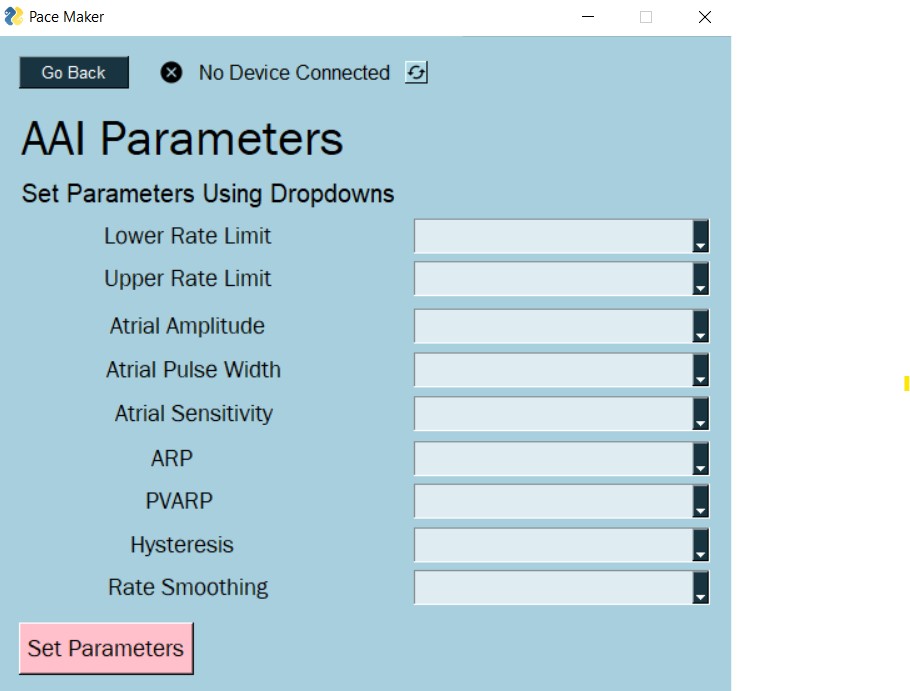 Pace Maker
Go Back
No Device Connected
AAI Parameters
Set Parameters Using Dropdowns
Lower Rate Limit
Upper Rate Limit
Atrial Amplitude
Atrial Pulse Width
Atrial Sensitivity
ARP
PVARP
Hysteresis
Rate Smoothing
Set Parameters